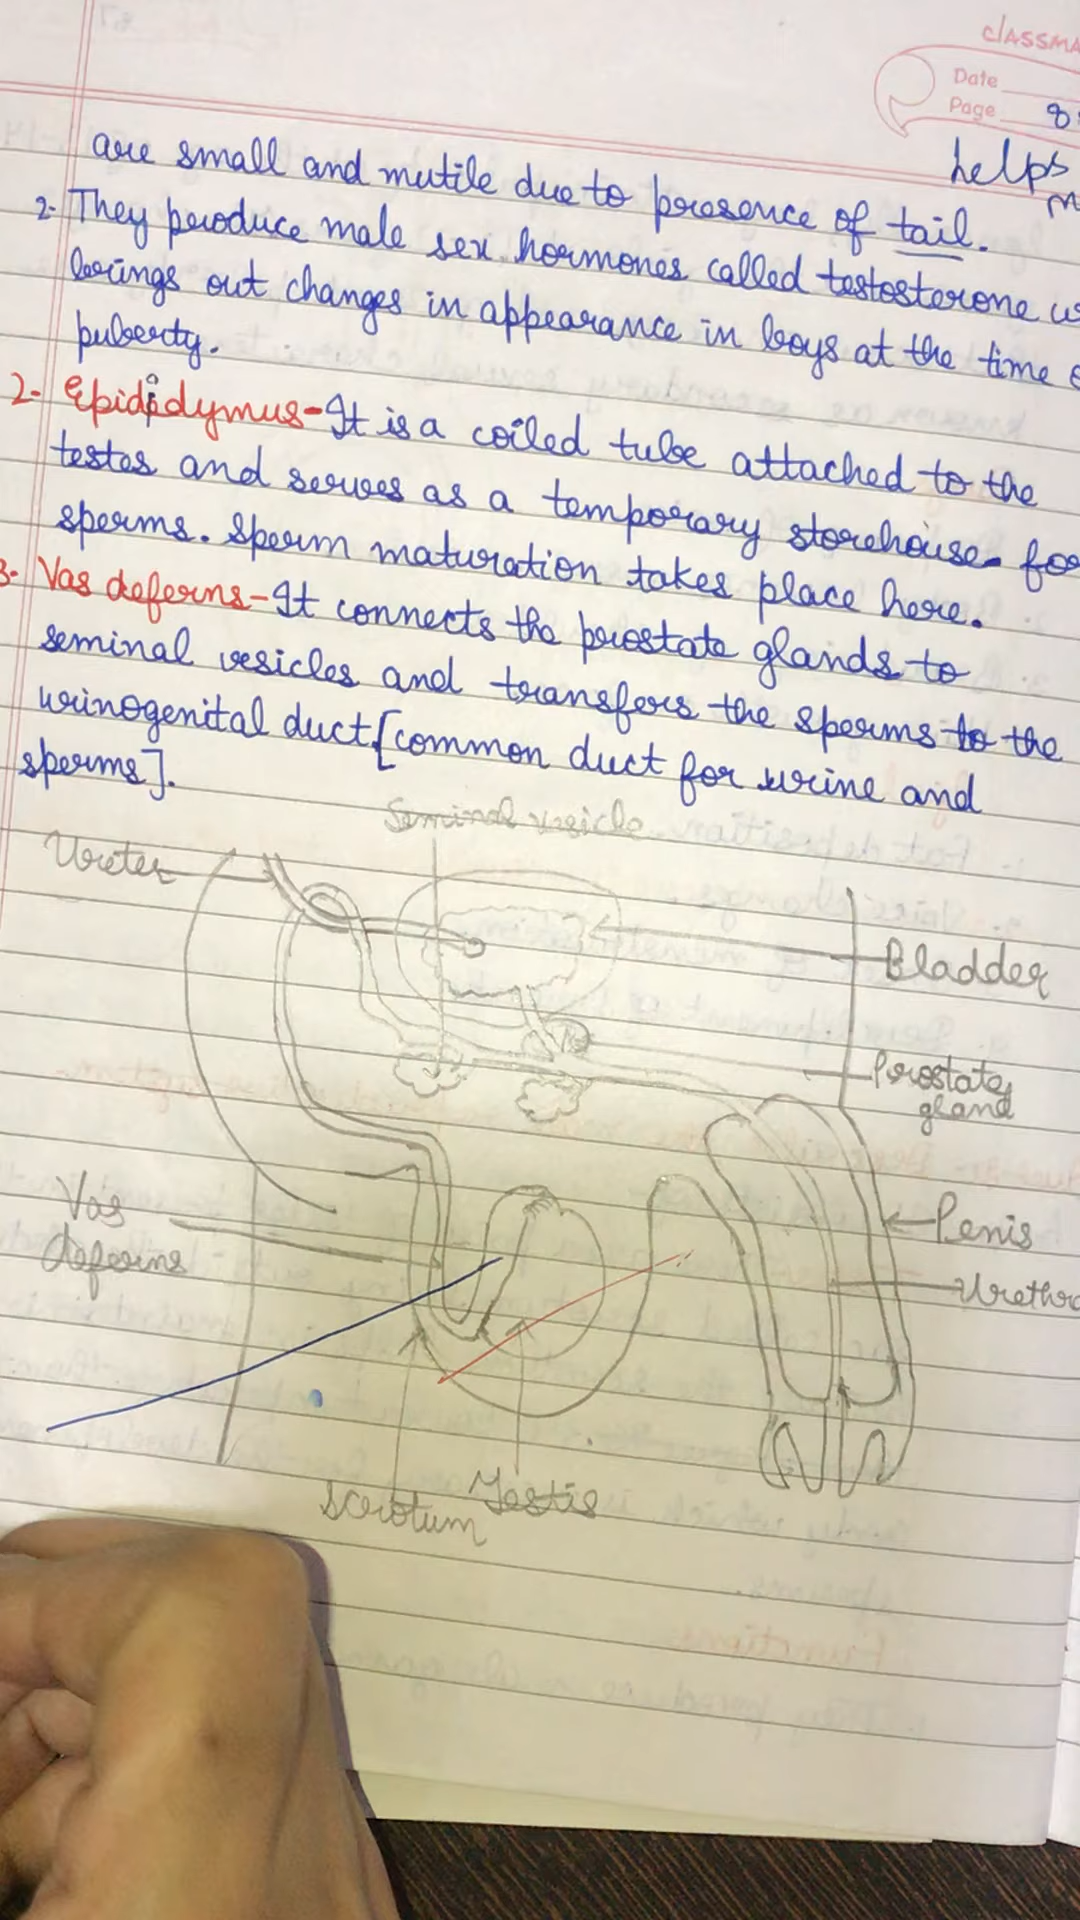 classma
Date
Page 8
helps
are small and mutile due to presence of tail.
2. They produce male sex hormones called testosterone
brings out changes in appearance in boys at the time
puberty.
2. Epididymus - It is a coiled tube attached to the
testes and serves as a temporary storehouse for
sperms. Sperm maturation takes place here.
3. Vas deferns - It connects the prostate glands to
seminal vesicles and transfers the sperms to the
urinogenital duct [common duct for urine and
sperms].
Seminal vesicle
Ureter
Bladder
Prostate
gland
Vas
deferns
Penis
Urethra
Scrotum
Testis